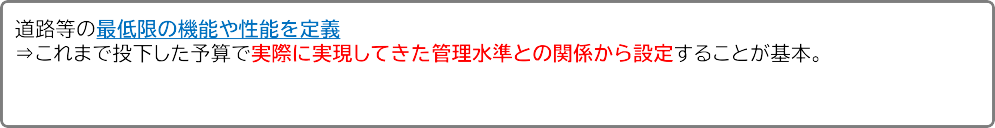 道路等の最低限の機能や性能を定義
⇒これまで投下した予算で実際に実現してきた管理水準との関係から設定することが基本。